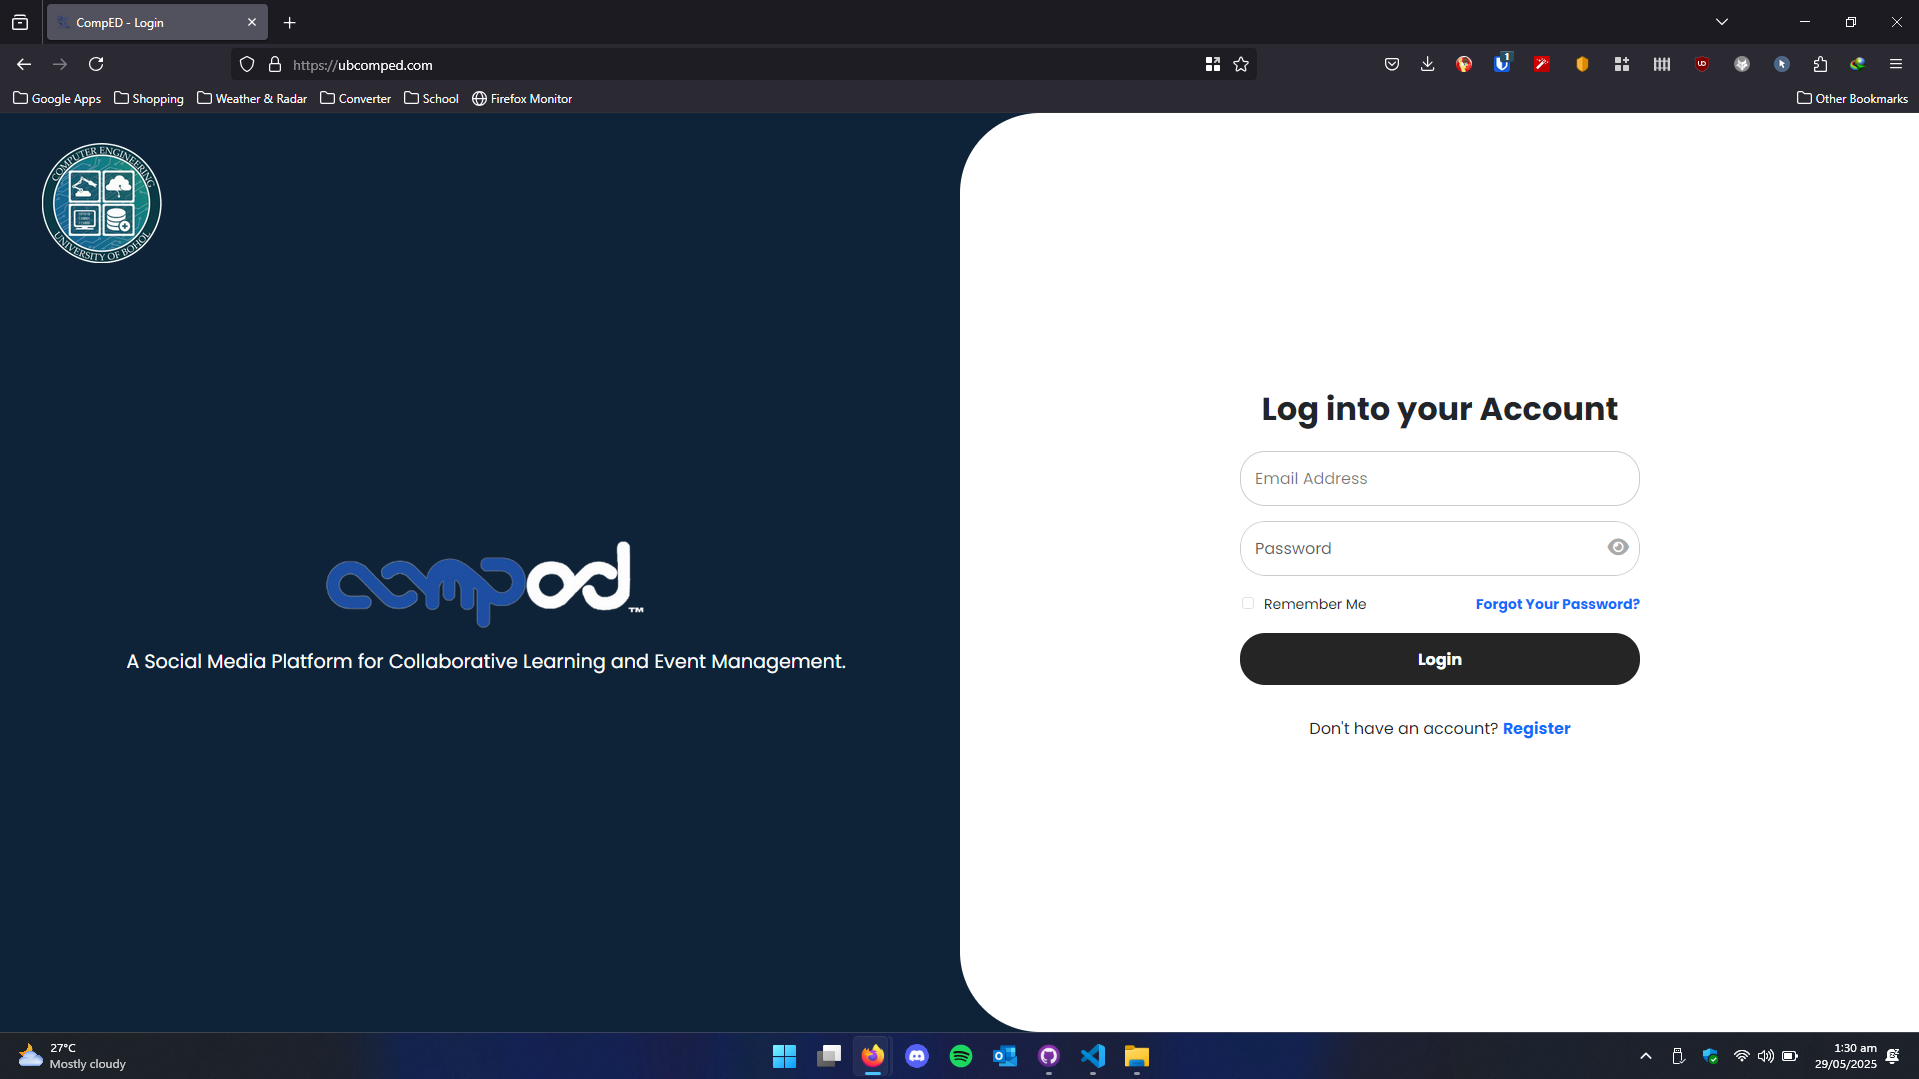 CompED - Login
https://ubcomped.com
1
Google Apps
Shopping
Weather & Radar
Converter
School
Firefox Monitor
Other Bookmarks
COMPUTER ENGINEERING
UNIVERSITY OF BOHOL
comped™
A Social Media Platform for Collaborative Learning and Event Management.
Log into your Account
Email Address
Password
Remember Me
Forgot Your Password?
Login
Don't have an account? Register
27°C
Mostly cloudy
1:30 am
29/05/2025